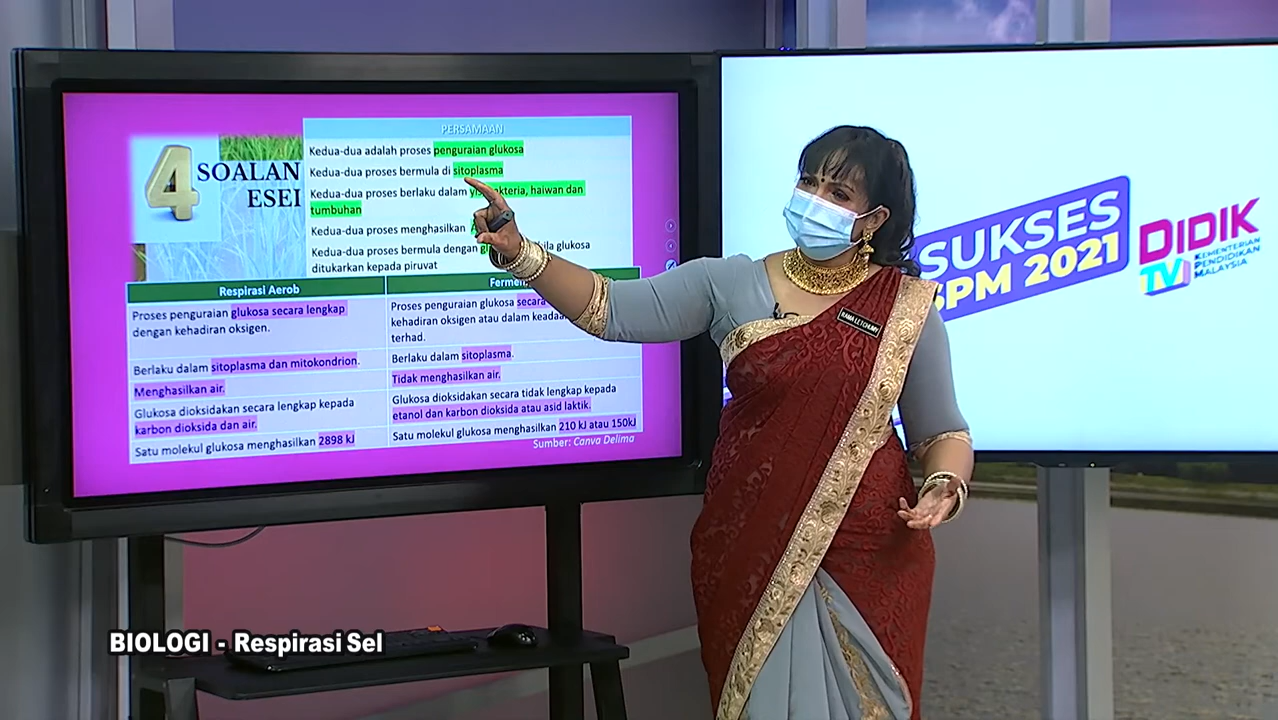 PERSAMAAN
4 SOALAN
ESEI
Kedua-dua adalah proses penguraian glukosa
Kedua-dua proses bermula di sitoplasma
Kedua-dua proses berlaku dalam haiwan dan
tumbuhan
Kedua-dua proses menghasilkan
Kedua-dua proses bermula dengan glukosa
ditukarkan kepada piruvat
Respirasi Aerob
Proses penguraian glukosa secara lengkap
dengan kehadiran oksigen.
Berlaku dalam sitoplasma dan mitokondrion.
Menghasilkan air.
Glukosa dioksidakan secara lengkap kepada
karbon dioksida dan air.
Satu molekul glukosa menghasilkan 2898 kJ
Proses penguraian glukosa secara
kehadiran oksigen atau dalam
terhad.
Berlaku dalam sitoplasma.
Tidak menghasilkan air.
Glukosa dioksidakan secara tidak lengkap kepada
etanol dan karbon dioksida atau asid laktik.
Satu molekul glukosa menghasilkan 210 kJ atau 150kJ
Sumber: Canva Delima
RAMA LETCHUMY
SUKSES
SPM 2021
DIDIK
TV
KEMENTERIAN
PENDIDIKAN
MALAYSIA
BIOLOGI - Respirasi Sel